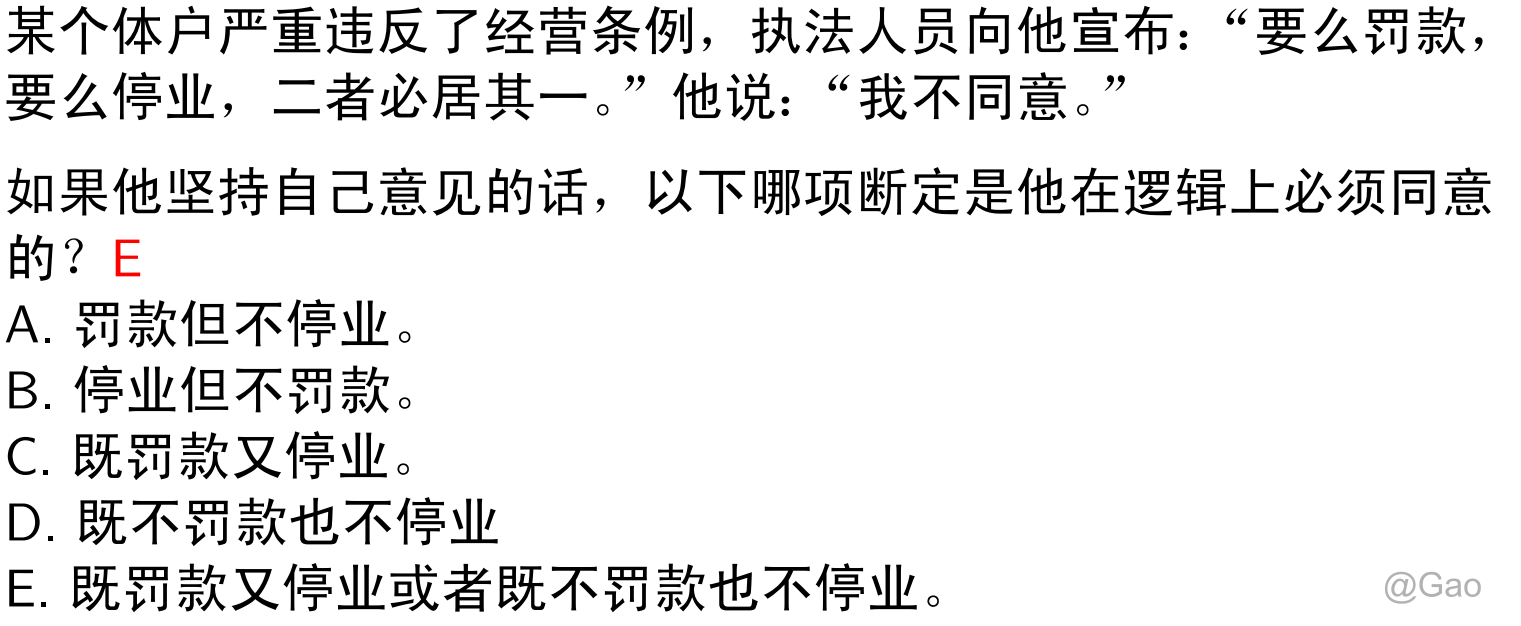 某个体户严重违反了经营条例，执法人员向他宣布：“要么罚款，
要么停业，二者必居其一。”他说：“我不同意。”
如果他坚持自己意见的话，以下哪项断定是他在逻辑上必须同意
的？E
A. 罚款但不停业。
B. 停业但不罚款。
C. 既罚款又停业。
D. 既不罚款也不停业
E. 既罚款又停业或者既不罚款也不停业。
@Gao